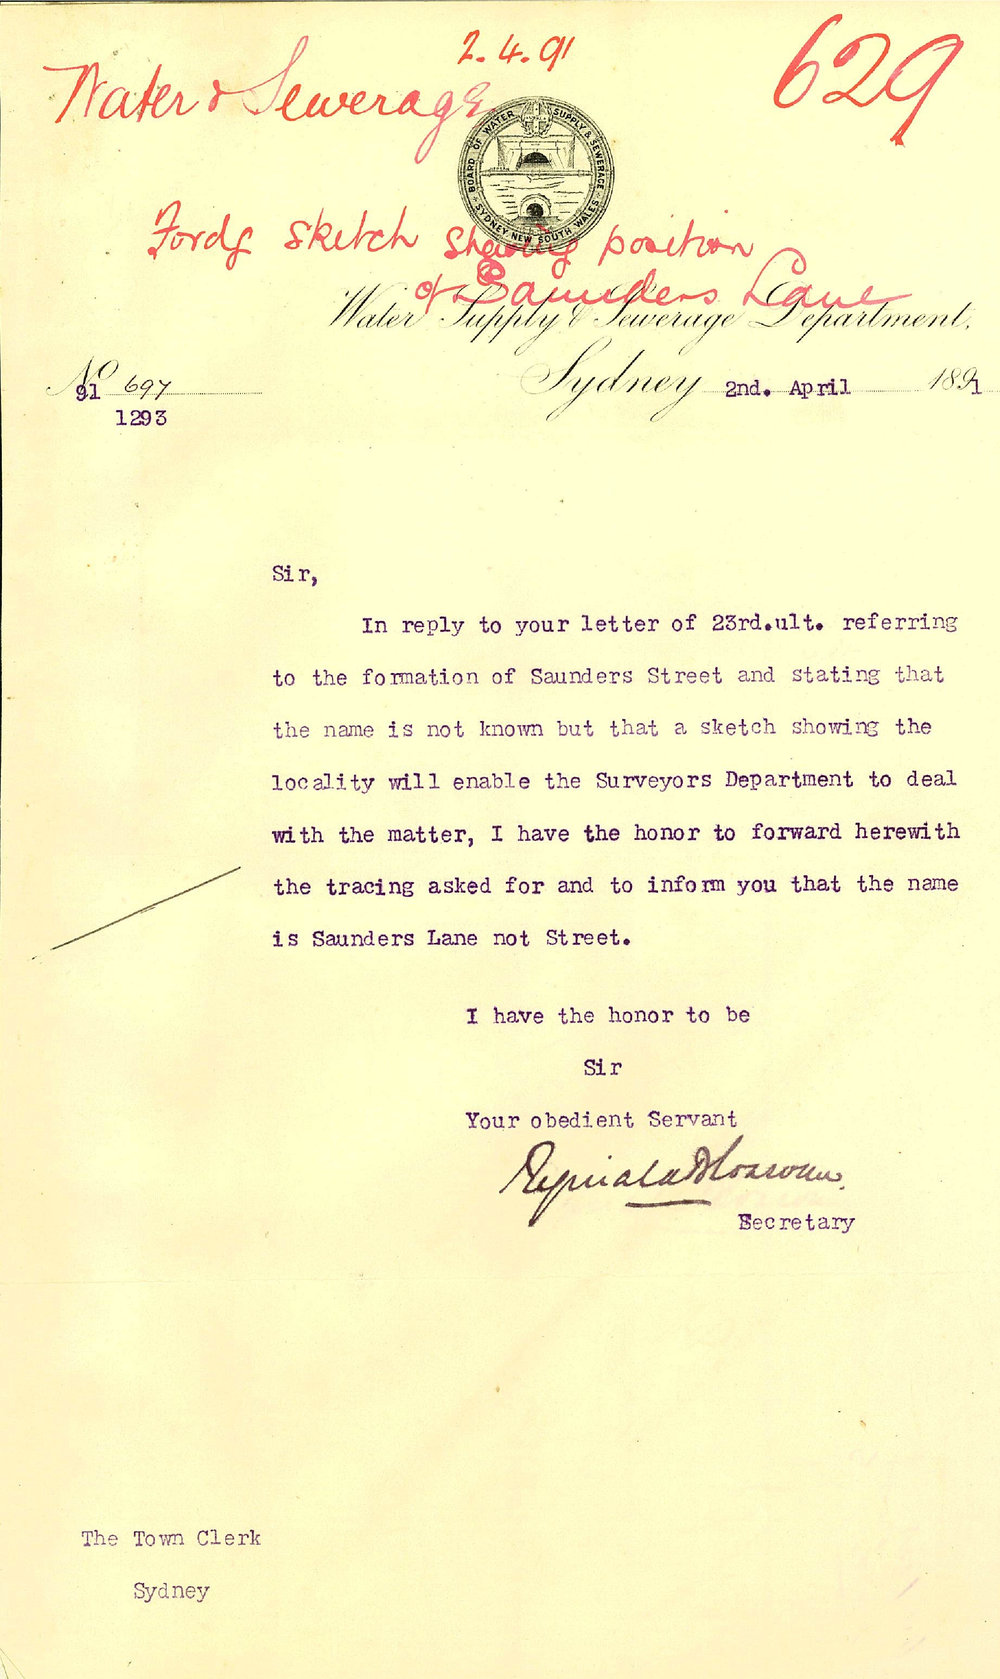 2.4.91
629
Water & Sewerage
BOARD OF WATER SUPPLY & SEWERAGE
SYDNEY NEW SOUTH WALES
Fordg sketch showing position
of Saunders Lane
Water Supply & Sewerage Department,
No 91 697
1293
Sydney 2nd. April 1891
Sir,
In reply to your letter of 23rd.ult. referring
to the formation of Saunders Street and stating that
the name is not known but that a sketch showing the
locality will enable the Surveyors Department to deal
with the matter, I have the honor to forward herewith
the tracing asked for and to inform you that the name
is Saunders Lane not Street.
I have the honor to be
Sir
Your obedient Servant
Secretary
The Town Clerk
Sydney